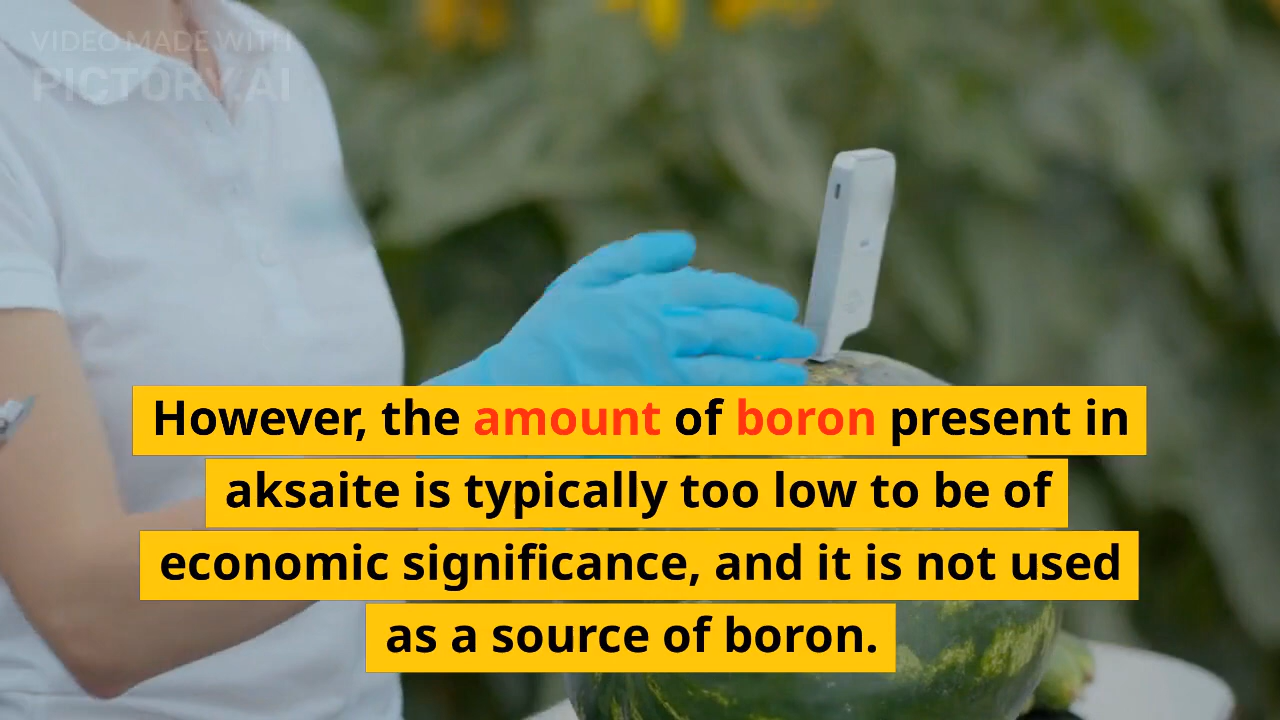 VIDEO MADE WITH
PICTORY.AI
However, the amount of boron present in
aksaite is typically too low to be of
economic significance, and it is not used
as a source of boron.